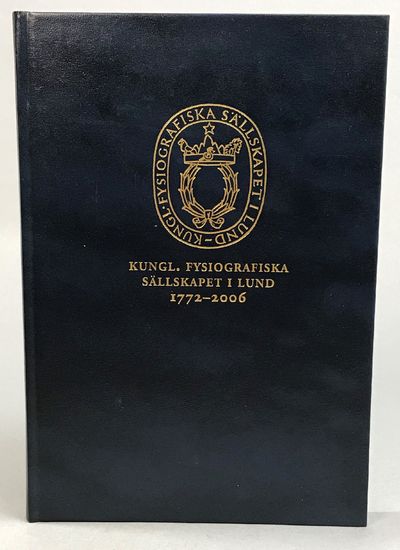 KUNGL. FYSIOGRAFISKA SÄLLSKAPET I LUND
KUNGL. FYSIOGRAFISKA
SÄLLSKAPET I LUND
1772–2006